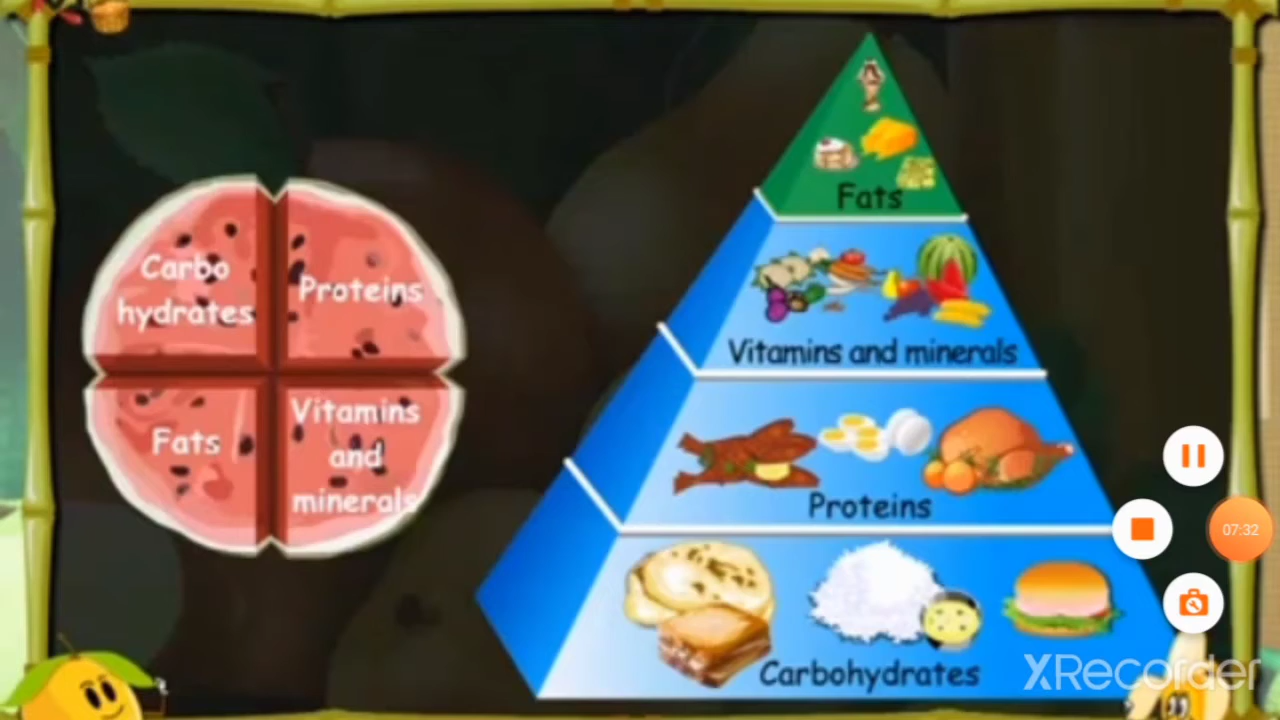 Carbo
hydrates
Proteins
Fats
Vitamins
and
minerals
Fats
Vitamins and minerals
Proteins
Carbohydrates
07:32
XRecorder